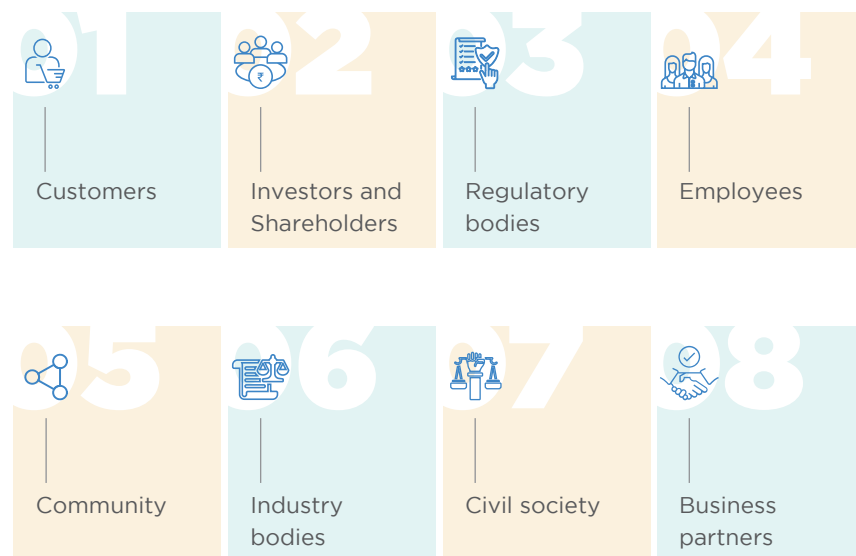 01
02
03
04
₹
Customers
Investors and
Shareholders
Regulatory
bodies
Employees
05
06
07
08
Community
Industry
bodies
Civil society
Business
partners